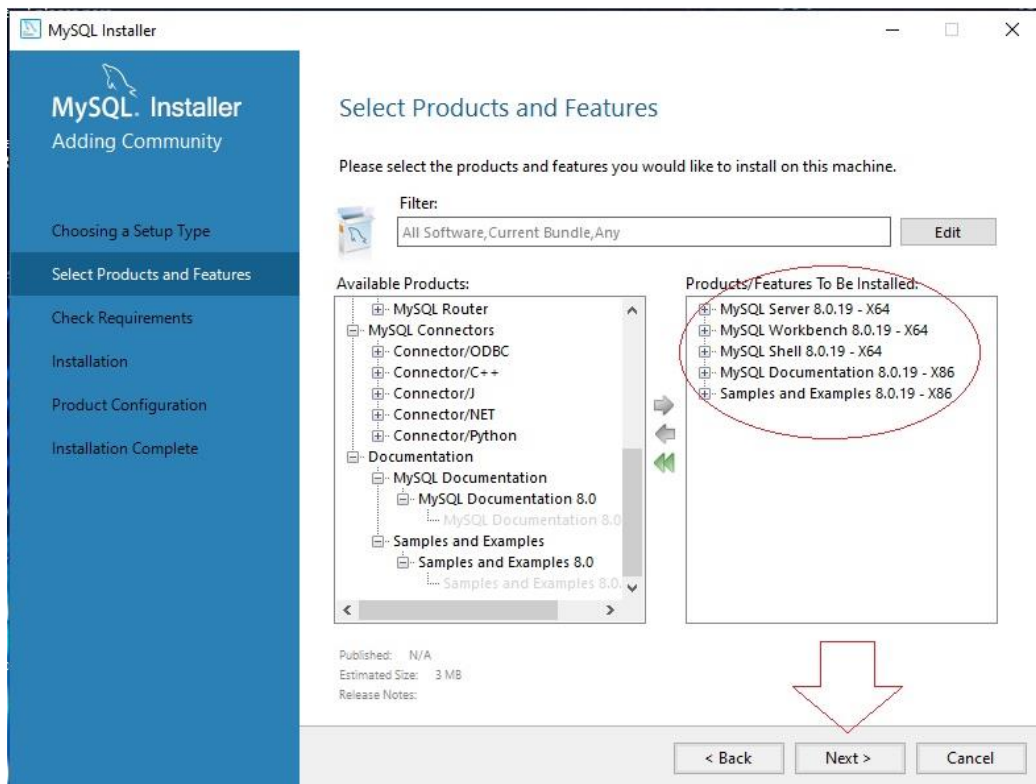 MySQL Installer
MySQL. Installer
Adding Community
Choosing a Setup Type
Select Products and Features
Check Requirements
Installation
Product Configuration
Installation Complete
Select Products and Features
Please select the products and features you would like to install on this machine.
Filter:
All Software,Current Bundle,Any
Edit
Available Products:
MySQL Router
MySQL Connectors
Connector/ODBC
Connector/C++
Connector/J
Connector/NET
Connector/Python
Documentation
MySQL Documentation
MySQL Documentation 8.0
MySQL Documentation 8.0
Samples and Examples
Samples and Examples 8.0
Samples and Examples 8.0.
Products/Features To Be Installed:
MySQL Server 8.0.19 - X64
MySQL Workbench 8.0.19 - X64
MySQL Shell 8.0.19 - X64
MySQL Documentation 8.0.19 - X86
Samples and Examples 8.0.19 - X86
Published: N/A
Estimated Size: 3 MB
Release Notes:
< Back
Next >
Cancel